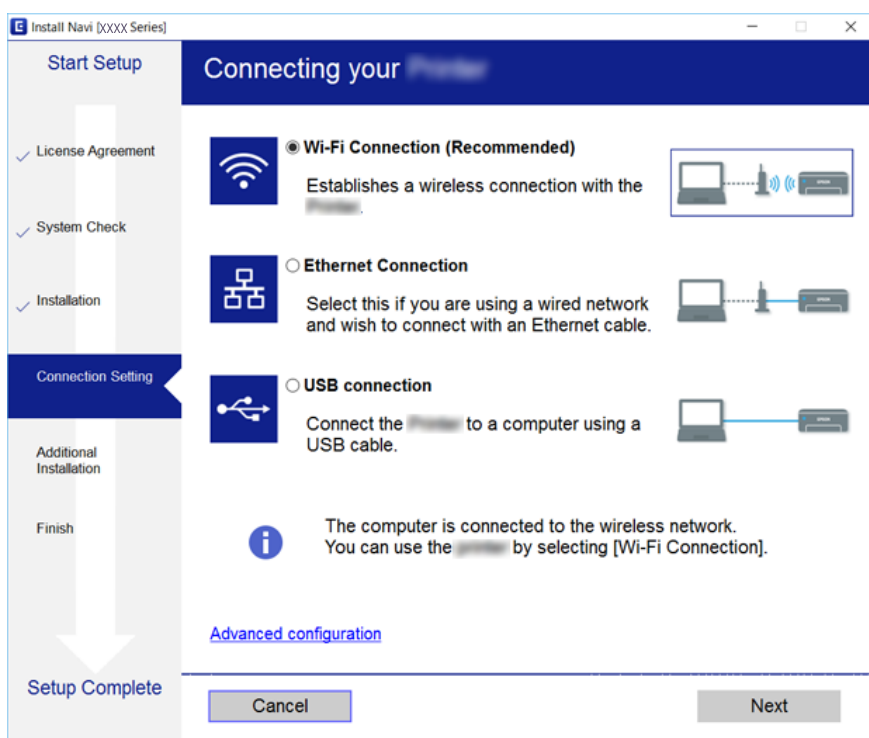 Install Navi [XXXX Series]
Start Setup
Connecting your
License Agreement
System Check
Installation
Connection Setting
Additional
Installation
Finish
Setup Complete
Wi-Fi Connection (Recommended)
Establishes a wireless connection with the
.
Ethernet Connection
Select this if you are using a wired network
and wish to connect with an Ethernet cable.
USB connection
Connect the to a computer using a
USB cable.
The computer is connected to the wireless network.
You can use the by selecting [Wi-Fi Connection].
Advanced configuration
Cancel
Next